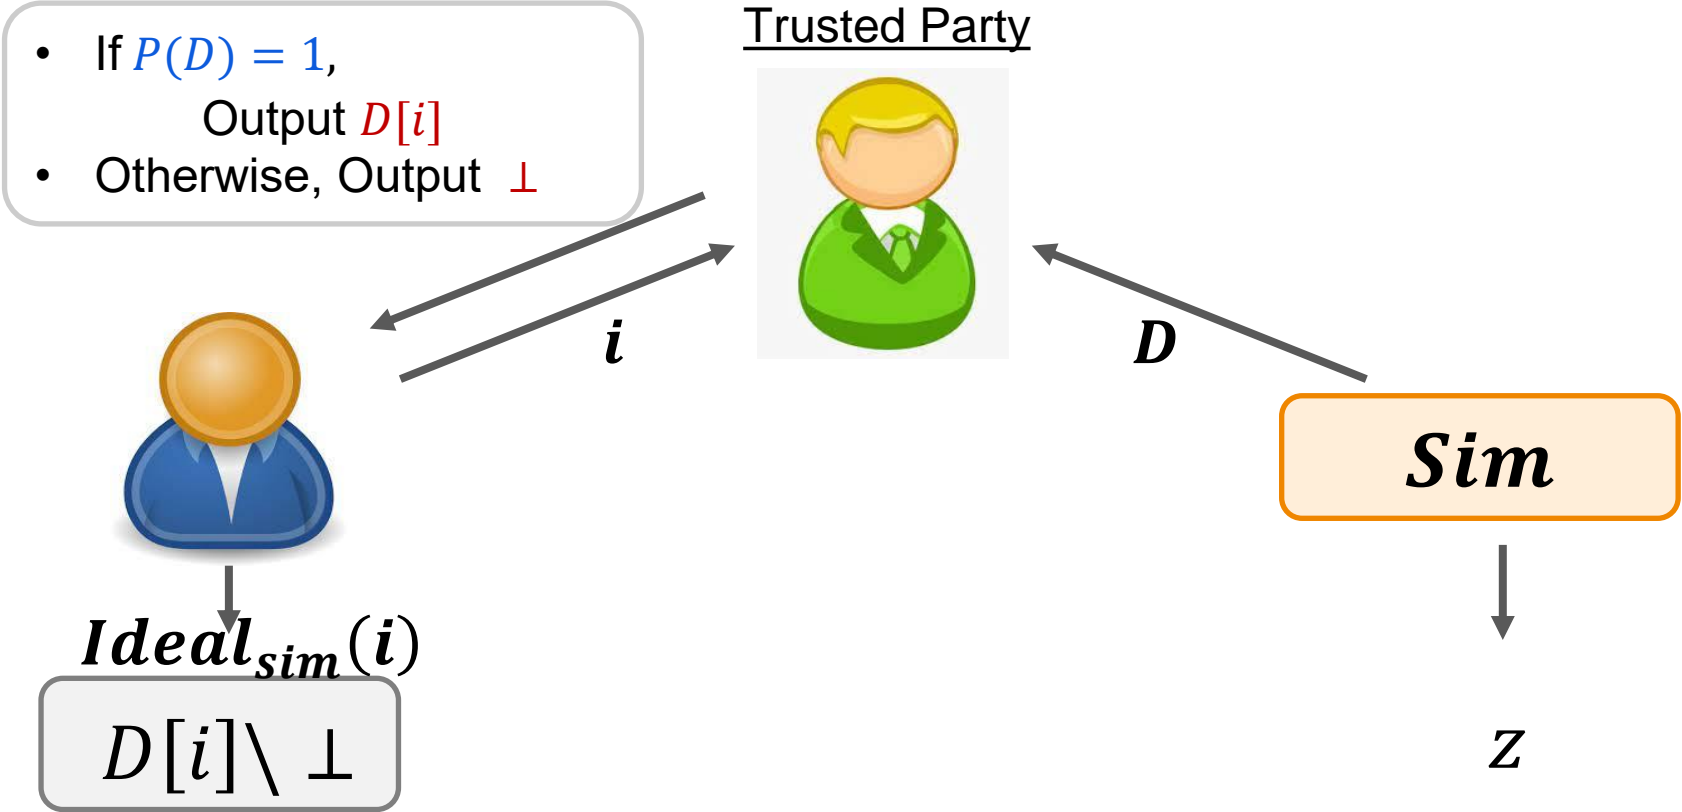 • If P(D) = 1,
Output D[i]
• Otherwise, Output ⊥
Trusted Party
i
D
Sim
Ideal_sim(i)
D[i]\ ⊥
z